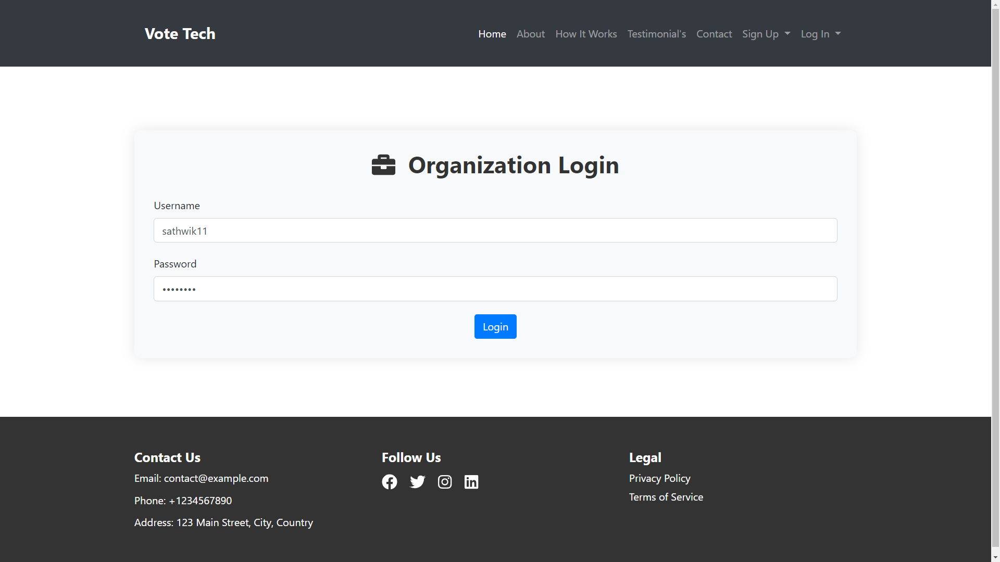 Vote Tech
Home About How It Works Testimonial's Contact Sign Up Log In
Organization Login
Username
sathwik11
Password
••••••••
Login
Contact Us
Email: contact@example.com
Phone: +1234567890
Address: 123 Main Street, City, Country
Follow Us
Legal
Privacy Policy
Terms of Service